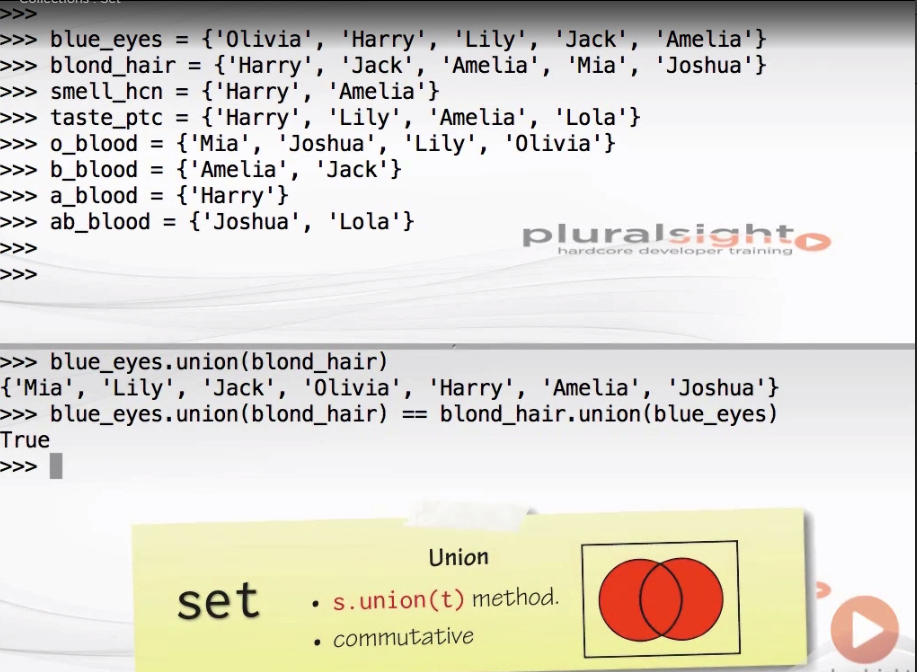 Collections : Set
>>>
>>> blue_eyes = {'Olivia', 'Harry', 'Lily', 'Jack', 'Amelia'}
>>> blond_hair = {'Harry', 'Jack', 'Amelia', 'Mia', 'Joshua'}
>>> smell_hcn = {'Harry', 'Amelia'}
>>> taste_ptc = {'Harry', 'Lily', 'Amelia', 'Lola'}
>>> o_blood = {'Mia', 'Joshua', 'Lily', 'Olivia'}
>>> b_blood = {'Amelia', 'Jack'}
>>> a_blood = {'Harry'}
>>> ab_blood = {'Joshua', 'Lola'}
>>>
>>>
pluralsight
hardcore developer training
>>> blue_eyes.union(blond_hair)
{'Mia', 'Lily', 'Jack', 'Olivia', 'Harry', 'Amelia', 'Joshua'}
>>> blue_eyes.union(blond_hair) == blond_hair.union(blue_eyes)
True
>>>
set
Union
• s.union(t) method.
• commutative